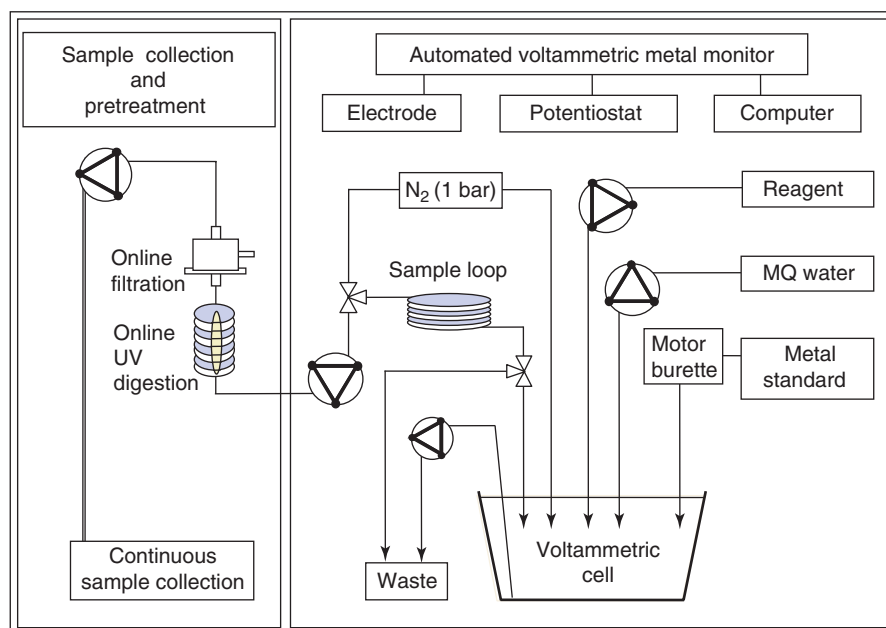 Sample collection
and
pretreatment
Automated voltammetric metal monitor
Electrode
Potentiostat
Computer
N₂ (1 bar)
Reagent
Online
filtration
Sample loop
MQ water
Online
UV
digestion
Motor
burette
Metal
standard
Continuous
sample collection
Waste
Voltammetric
cell